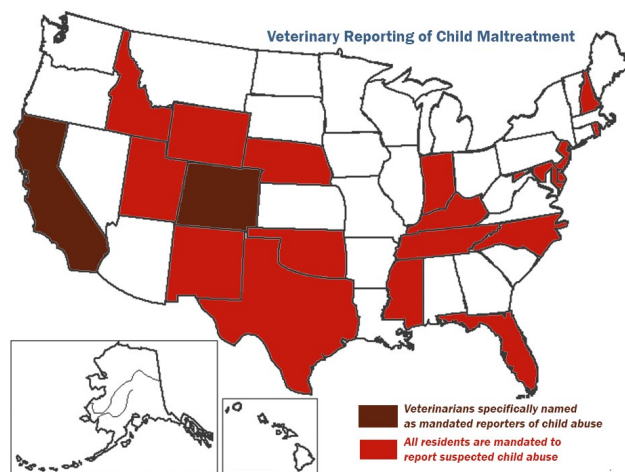 Veterinary Reporting of Child Maltreatment
Veterinarians specifically named
as mandated reporters of child abuse
All residents are mandated to
report suspected child abuse